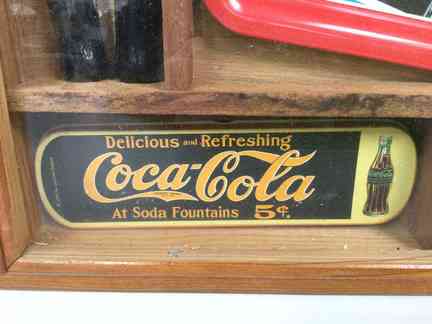 Delicious and Refreshing
Coca-Cola
At Soda Fountains 5¢.